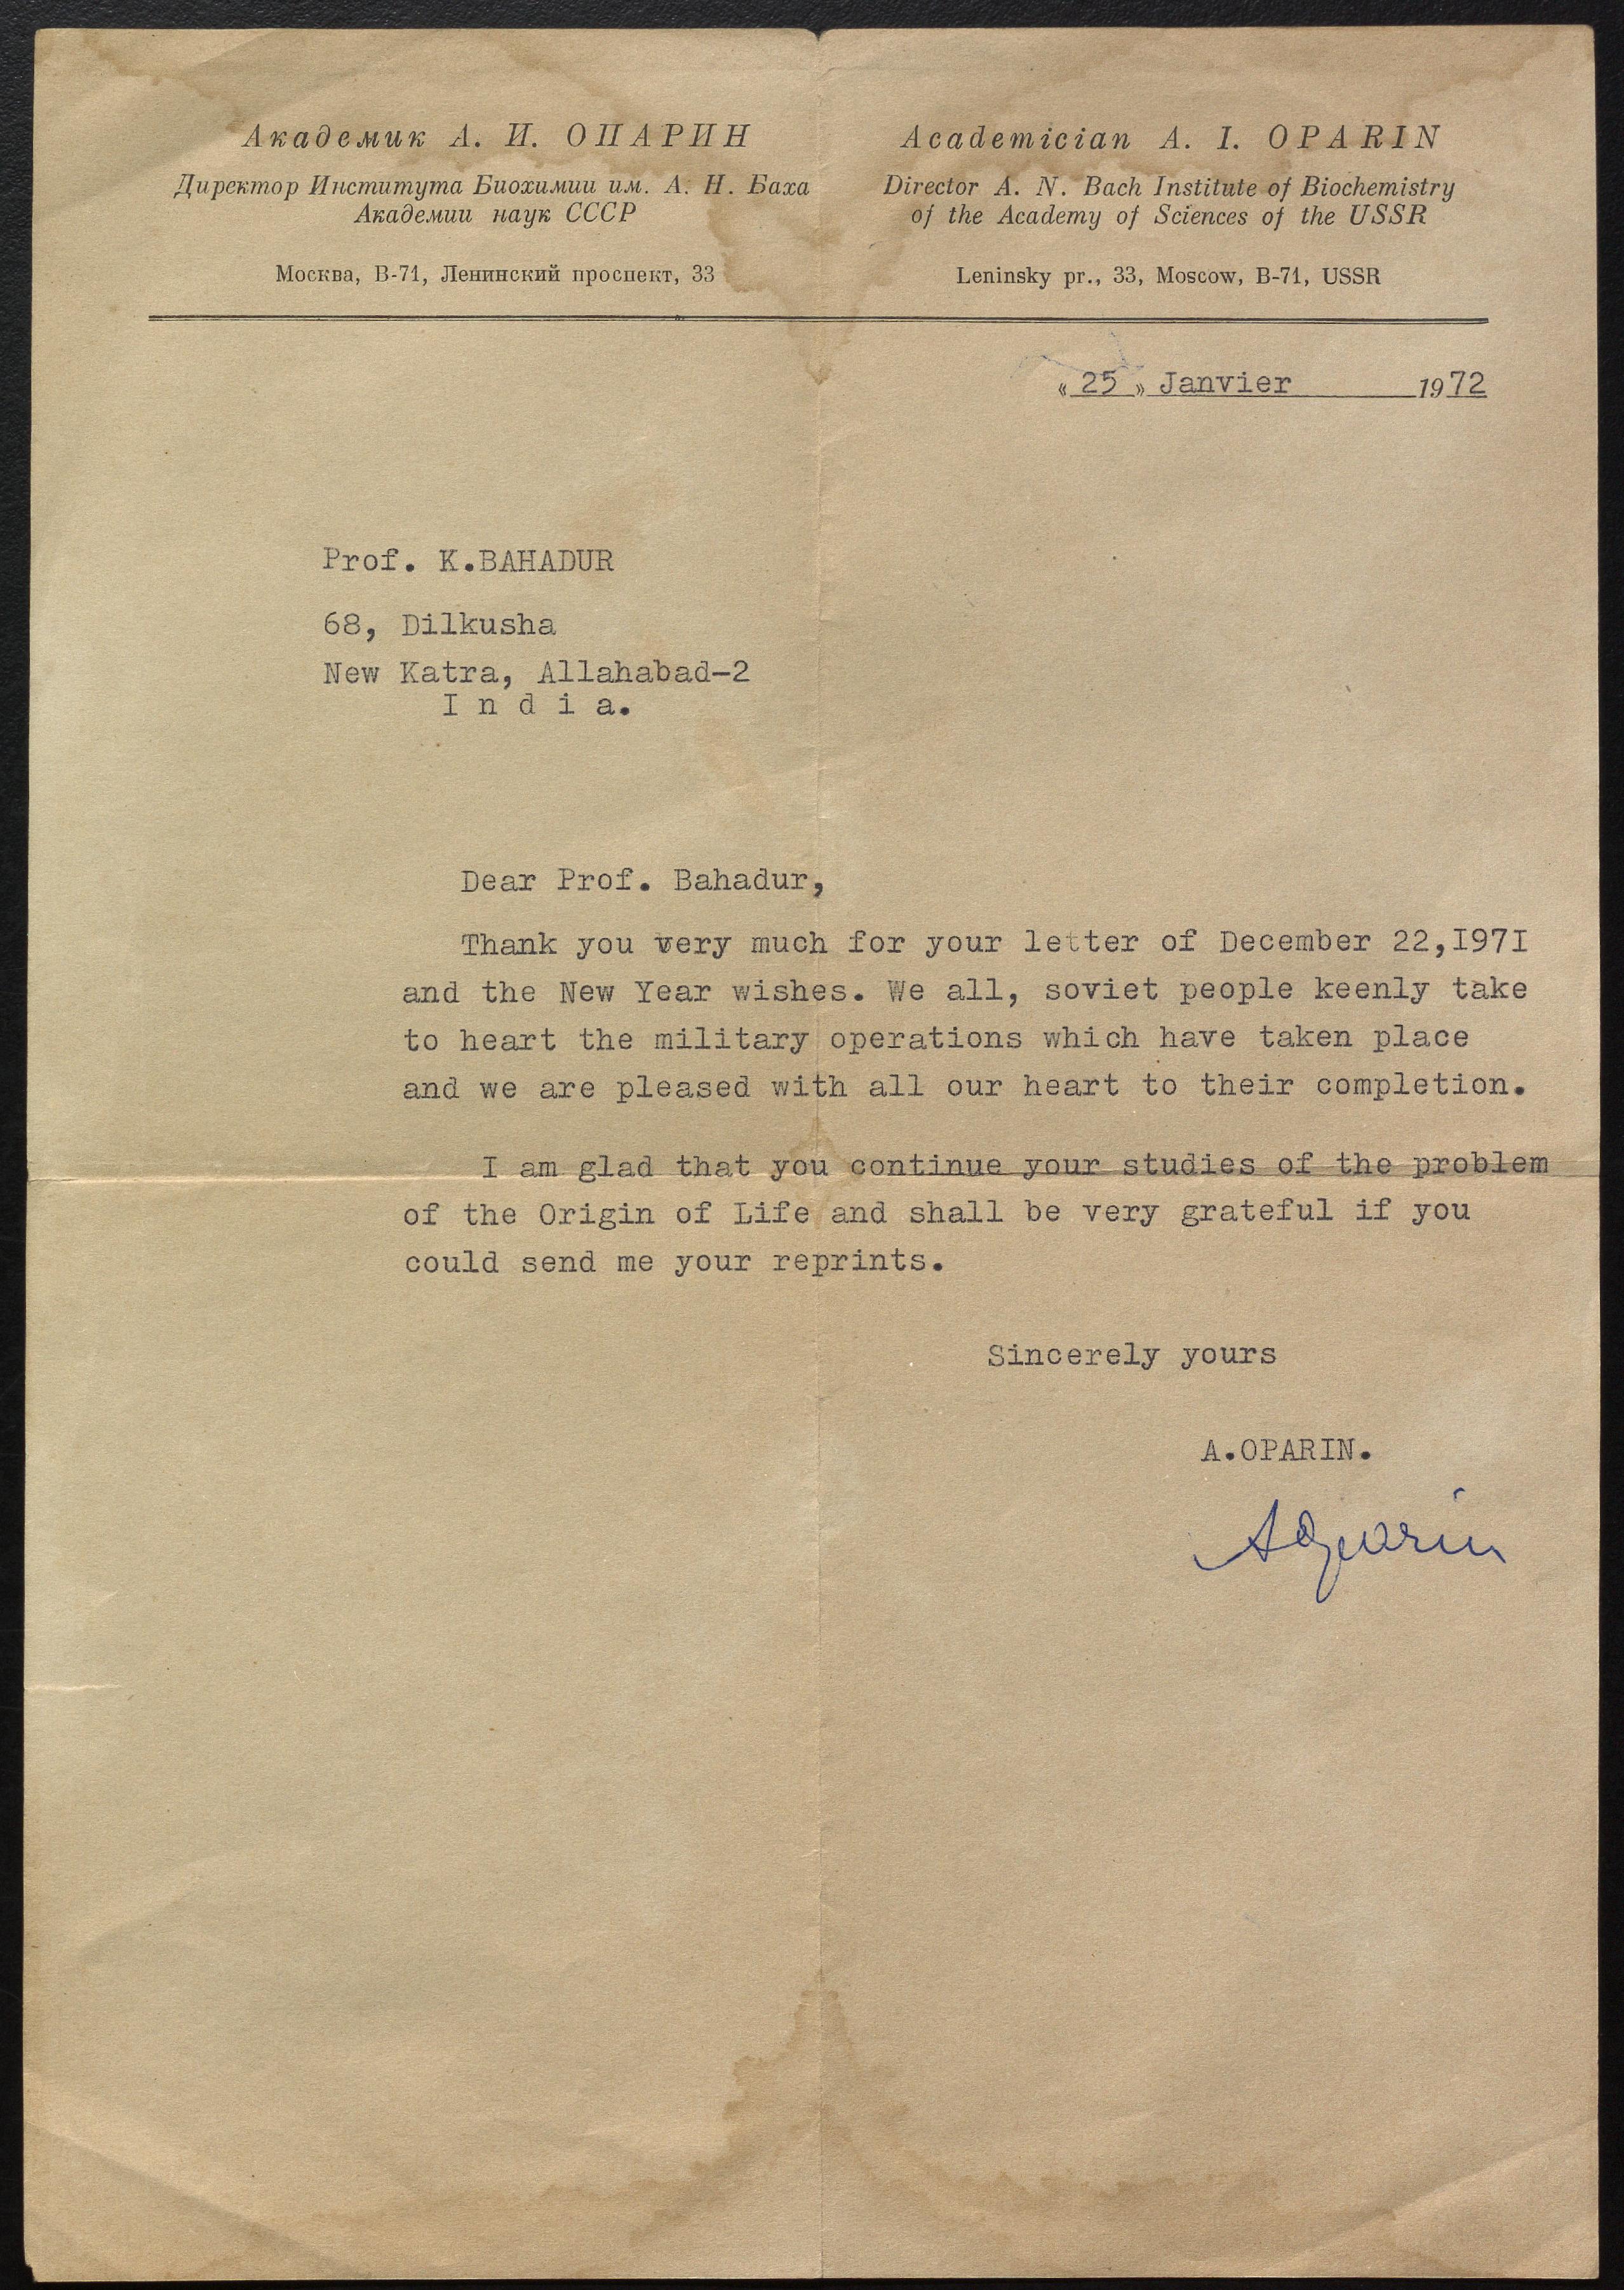 Академик А. И. ОПАРИН
Директор Института Биохимии им. А. Н. Баха
Академии наук СССР
Москва, В-71, Ленинский проспект, 33
Academician A. I. OPARIN
Director A. N. Bach Institute of Biochemistry
of the Academy of Sciences of the USSR
Leninsky pr., 33, Moscow, B-71, USSR
« 25 » Janvier 1972
Prof. K.BAHADUR
68, Dilkusha
New Katra, Allahabad-2
I n d i a.
Dear Prof. Bahadur,
Thank you very much for your letter of December 22,I97I
and the New Year wishes. We all, soviet people keenly take
to heart the military operations which have taken place
and we are pleased with all our heart to their completion.
I am glad that you continue your studies of the problem
of the Origin of Life and shall be very grateful if you
could send me your reprints.
Sincerely yours
A.OPARIN.
AOparin